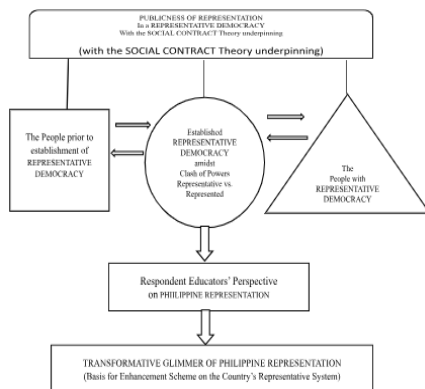 PUBLICNESS OF REPRESENTATION
In a REPRESENTATIVE DEMOCRACY
With the SOCIAL CONTRACT Theory underpinning
(with the SOCIAL CONTRACT Theory underpinning)
The People prior to
establishment of
REPRESENTATIVE
DEMOCRACY
Established
REPRESENTATIVE
DEMOCRACY
amidst
Clash of Powers
Representative vs.
Represented
The
People with
REPRESENTATIVE
DEMOCRACY
Respondent Educators' Perspective
on PHIILIPPINE REPRESENTATION
TRANSFORMATIVE GLIMMER OF PHILIPPINE REPRESENTATION
(Basis for Enhancement Scheme on the Country's Representative System)